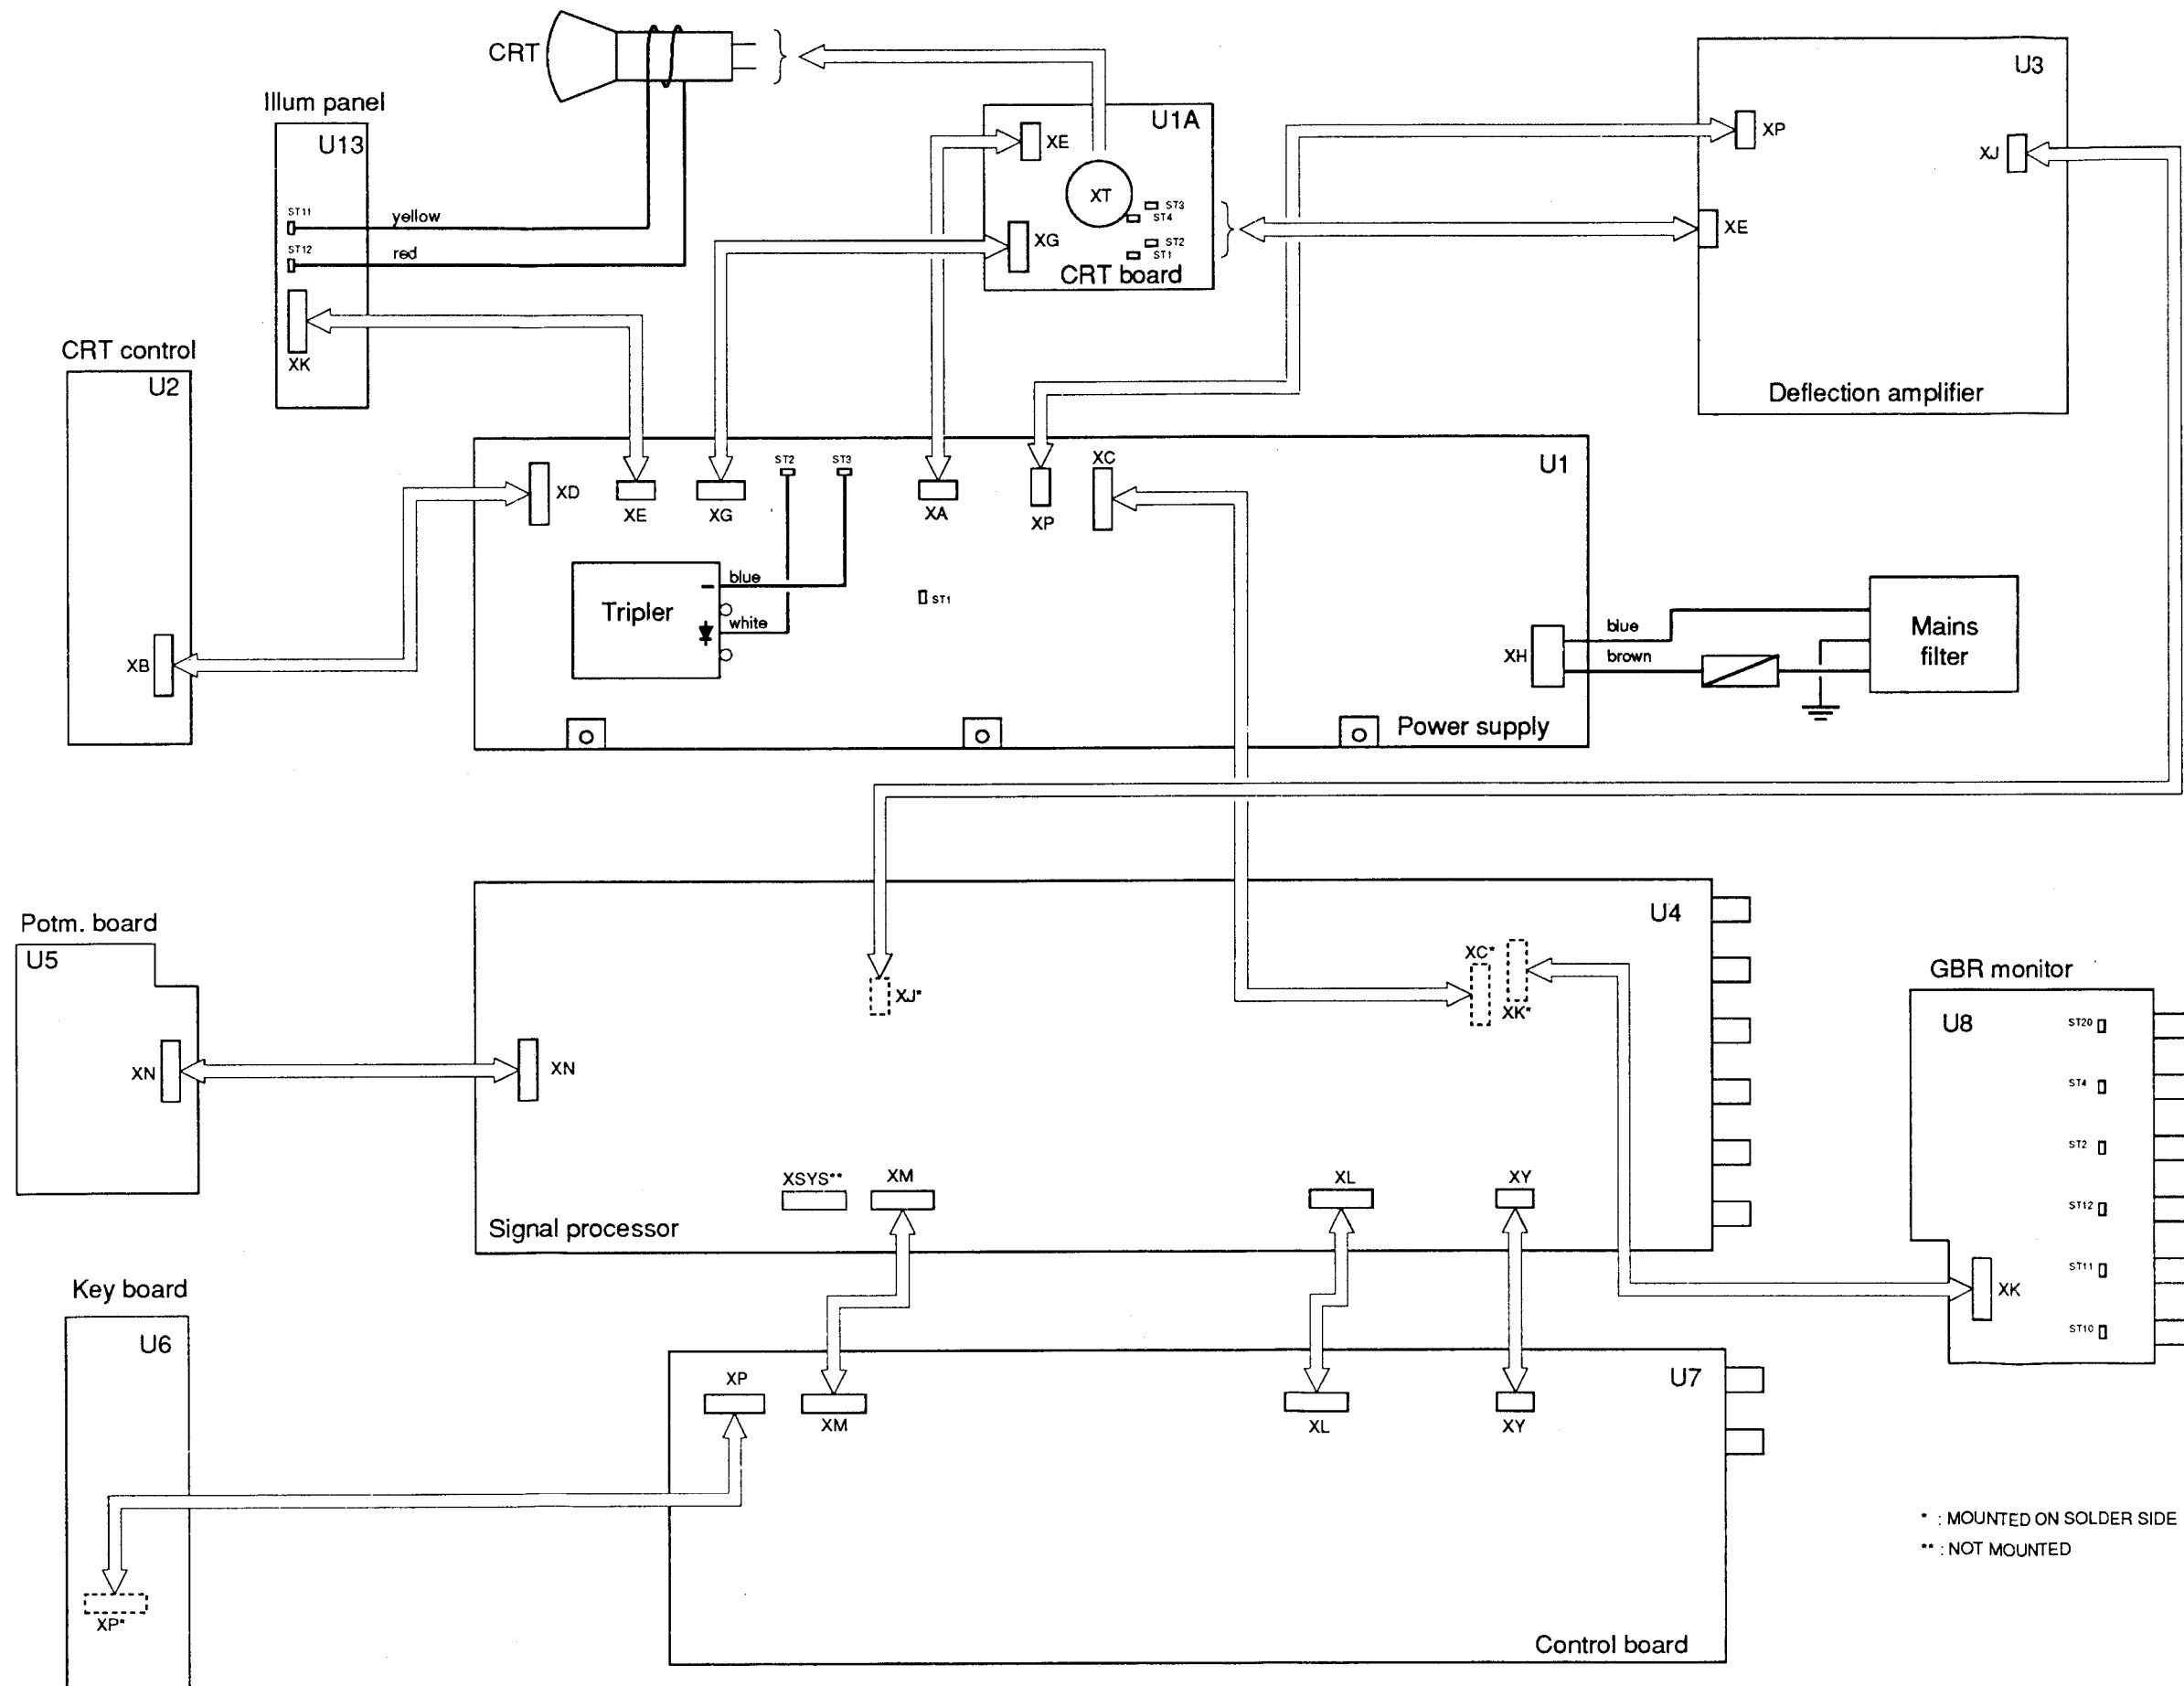 CRT
U3
Illum panel
U13
U1A
XE
XP
XJ
XT
ST3
ST4
ST11
yellow
XG
ST2
ST1
XE
ST12
red
CRT board
CRT control
XK
U2
Deflection amplifier
ST2
ST3
XC
U1
XD
XE
XG
XA
XP
blue
Tripler
white
ST1
XB
XH
blue
brown
Mains
filter
Power supply
U4
Potm. board
U5
XC*
GBR monitor
XJ*
XK*
U8
ST20
XN
XN
ST4
ST2
XSYS**
XM
XL
XY
ST12
Signal processor
ST11
XK
Key board
U6
ST10
XP
U7
XM
XL
XY
* : MOUNTED ON SOLDER SIDE
** : NOT MOUNTED
XP*
Control board